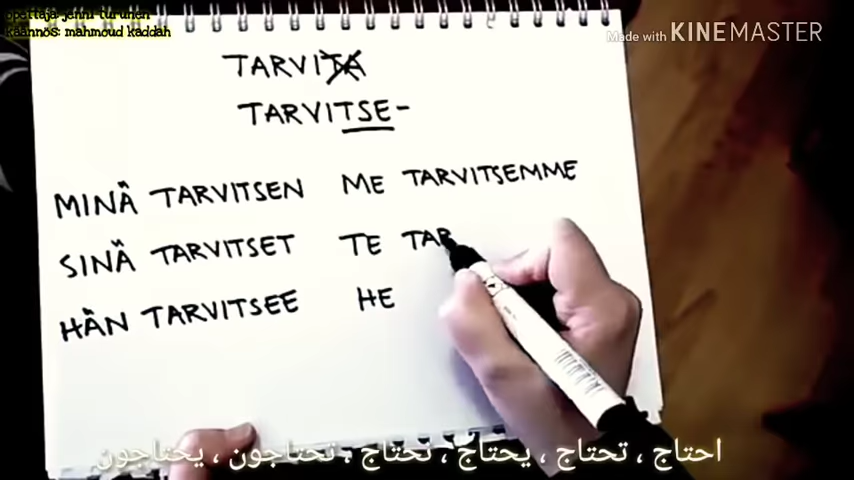 opettaja: jenni turunen
käännös: mahmoud kaddah
Made with KINEMASTER
TARVITA
TARVITSE-
MINÄ TARVITSEN ME TARVITSEMME
SINÄ TARVITSET TE TAR
HÄN TARVITSEE HE
احتاج ، تحتاج ، يحتاج ، نحتاج ، تحتاجون ، يحتاجون